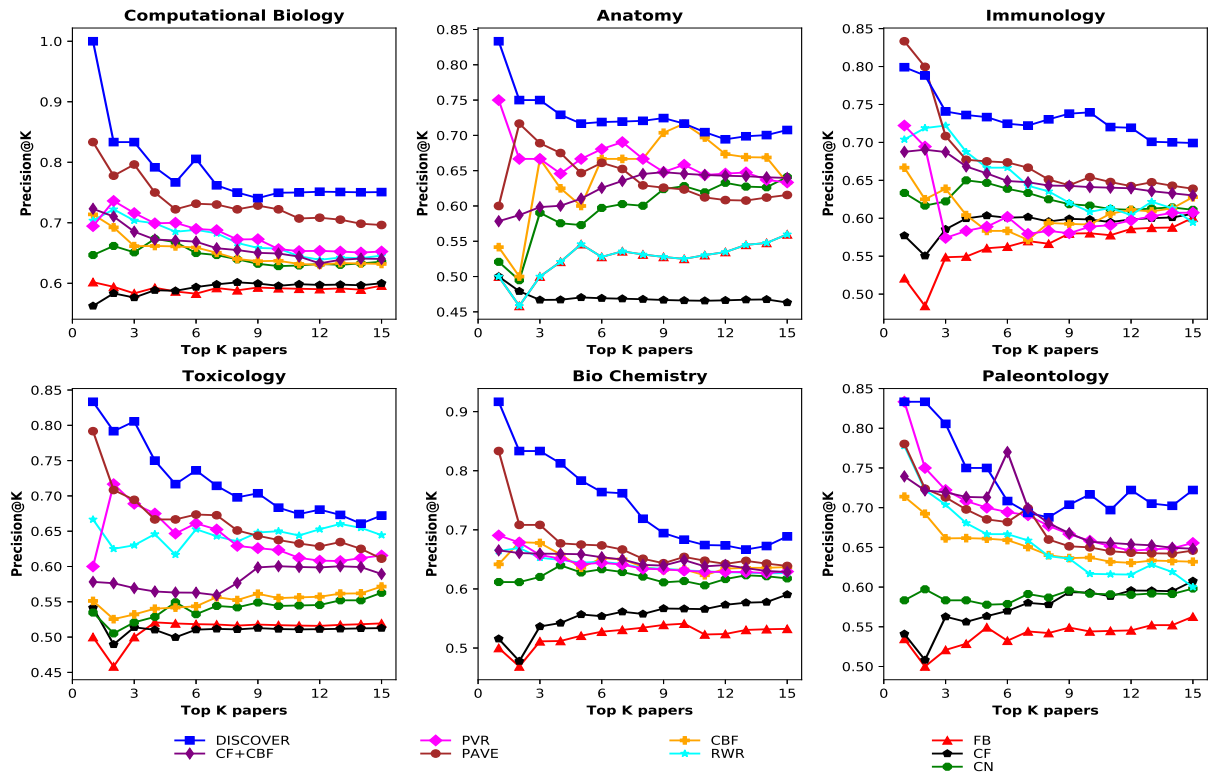 Computational Biology
Anatomy
Immunology
Precision@K
1.0
0.9
0.8
0.7
0.6
0
3
6
9
12
15
Top K papers
Precision@K
0.85
0.80
0.75
0.70
0.65
0.60
0.55
0.50
0.45
0
3
6
9
12
15
Top K papers
Precision@K
0.85
0.80
0.75
0.70
0.65
0.60
0.55
0.50
0
3
6
9
12
15
Top K papers
Toxicology
Bio Chemistry
Paleontology
Precision@K
0.85
0.80
0.75
0.70
0.65
0.60
0.55
0.50
0.45
0
3
6
9
12
15
Top K papers
Precision@K
0.9
0.8
0.7
0.6
0.5
0
3
6
9
12
15
Top K papers
Precision@K
0.85
0.80
0.75
0.70
0.65
0.60
0.55
0.50
0
3
6
9
12
15
Top K papers
DISCOVER
CF+CBF
PVR
PAVE
CBF
RWR
FB
CF
CN